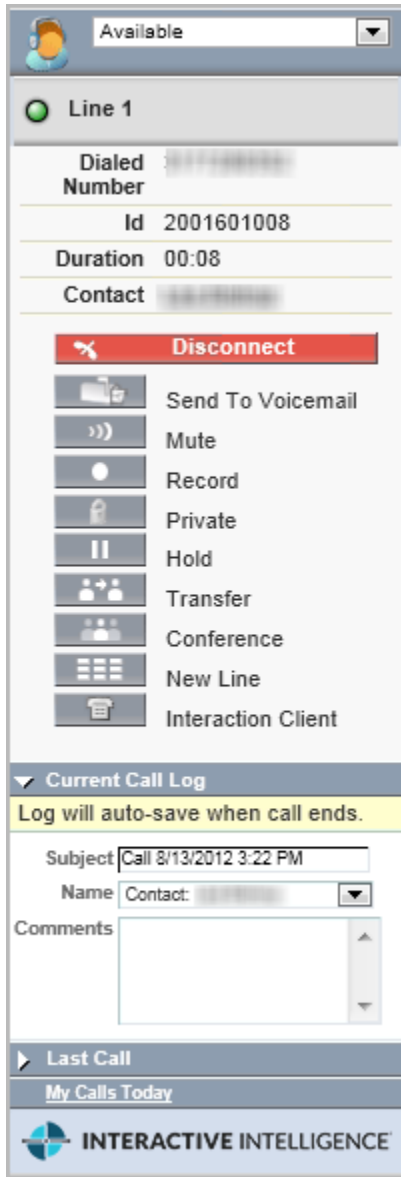 Available
Line 1
Dialed
Number
Id 2001601008
Duration 00:08
Contact
Disconnect
Send To Voicemail
Mute
Record
Private
Hold
Transfer
Conference
New Line
Interaction Client
Current Call Log
Log will auto-save when call ends.
Subject Call 8/13/2012 3:22 PM
Name Contact:
Comments
Last Call
My Calls Today
INTERACTIVE INTELLIGENCE